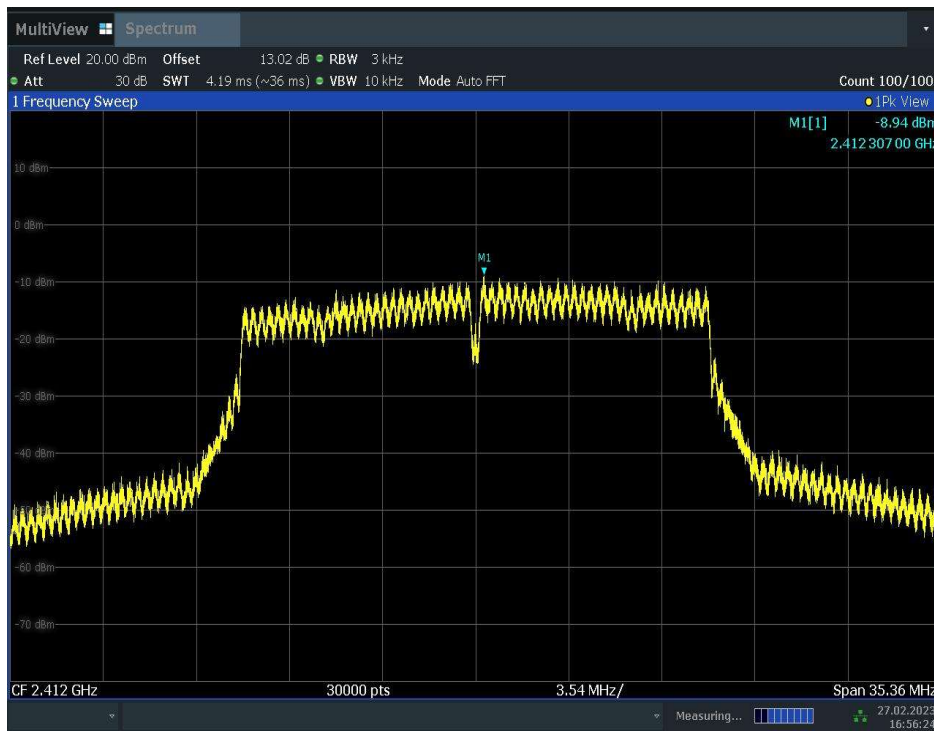 MultiView Spectrum
Ref Level 20.00 dBm Offset 13.02 dB RBW 3 kHz
Att 30 dB SWT 4.19 ms (~36 ms) VBW 10 kHz Mode Auto FFT Count 100/100
1 Frequency Sweep 1Pk View
M1[1] -8.94 dBm
2.412 307 00 GHz
10 dBm
0 dBm
M1
-10 dBm
-20 dBm
-30 dBm
-40 dBm
-60 dBm
-70 dBm
CF 2.412 GHz 30000 pts 3.54 MHz/ Span 35.36 MHz
Measuring... 27.02.2023
16:56:24